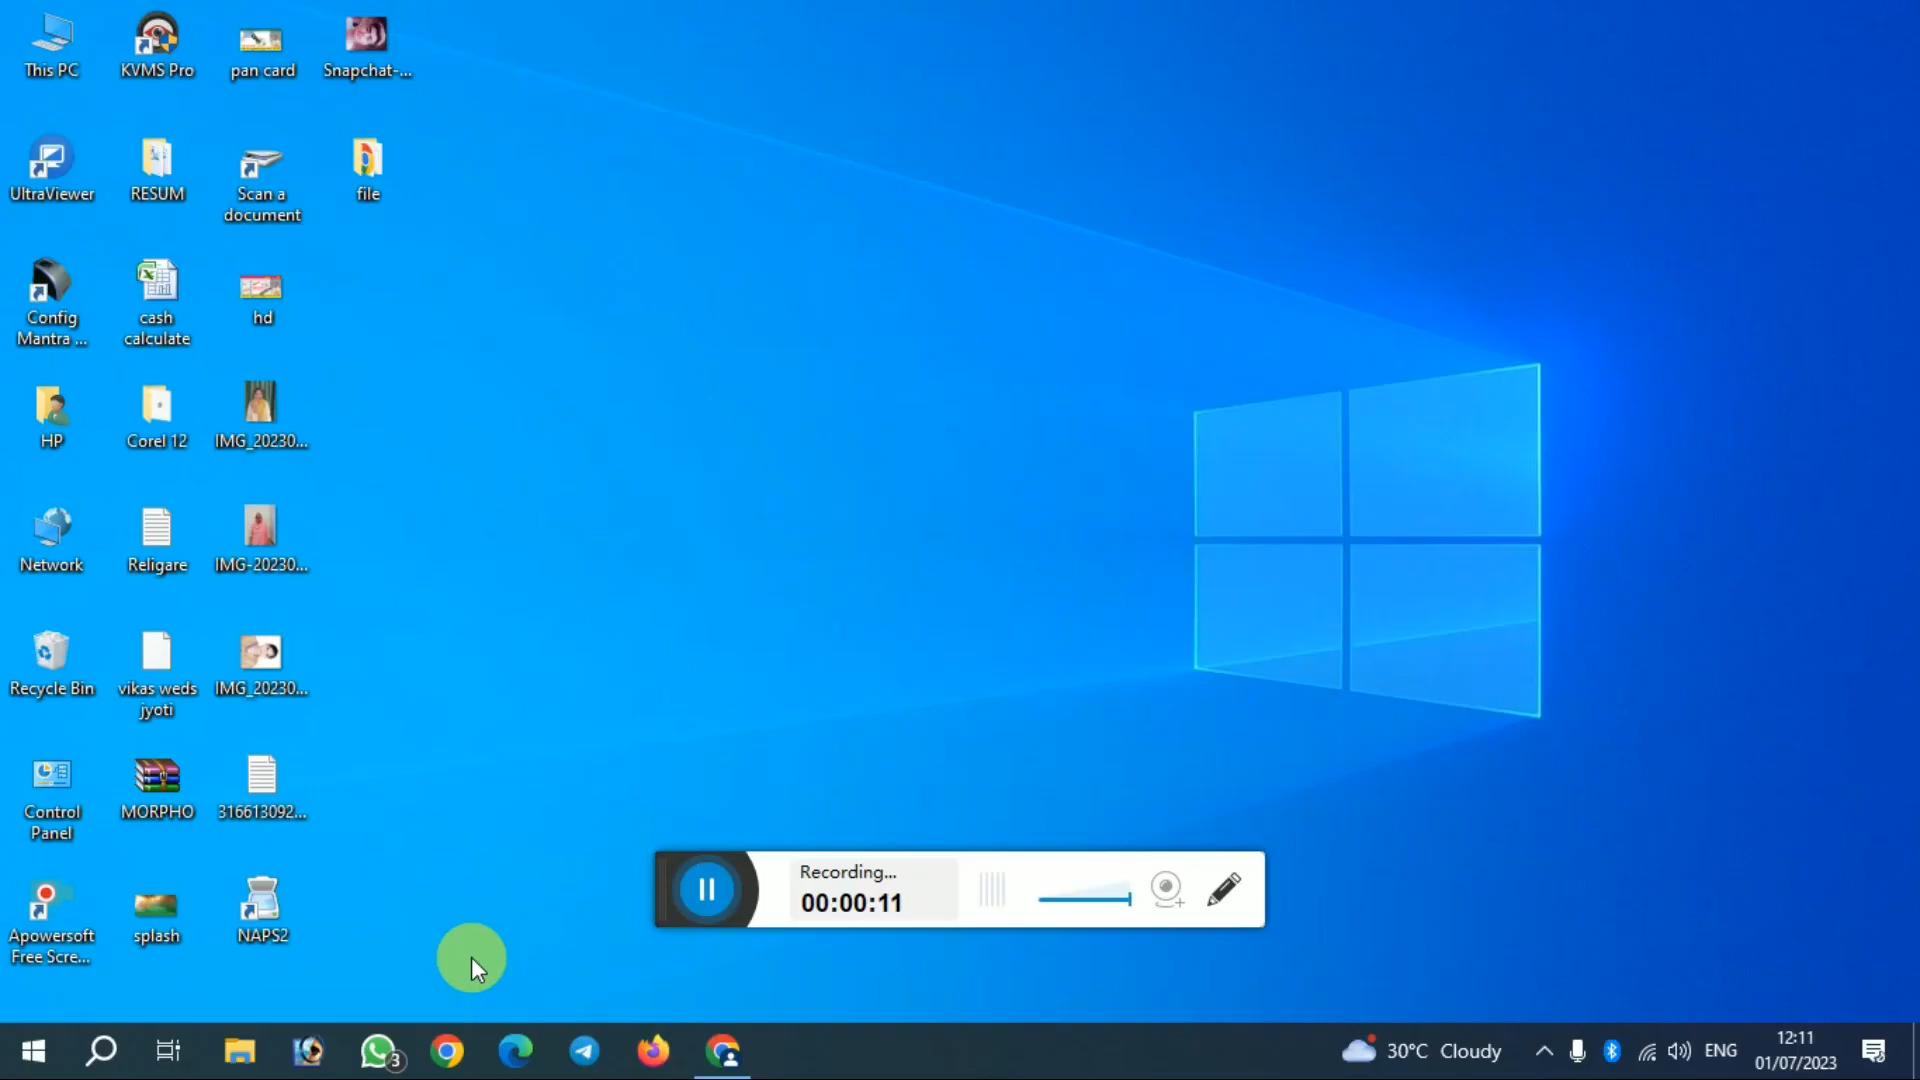 This PC
KVMS Pro
pan card
Snapchat-...
UltraViewer
RESUM
Scan a
document
file
Config
Mantra ...
cash
calculate
hd
HP
Corel 12
IMG_20230...
Network
Religare
IMG-20230...
Recycle Bin
vikas weds
jyoti
IMG_20230...
Control
Panel
MORPHO
316613092...
Apowersoft
Free Scre...
splash
NAPS2
Recording...
00:00:11
3
30°C Cloudy
ENG
12:11
01/07/2023